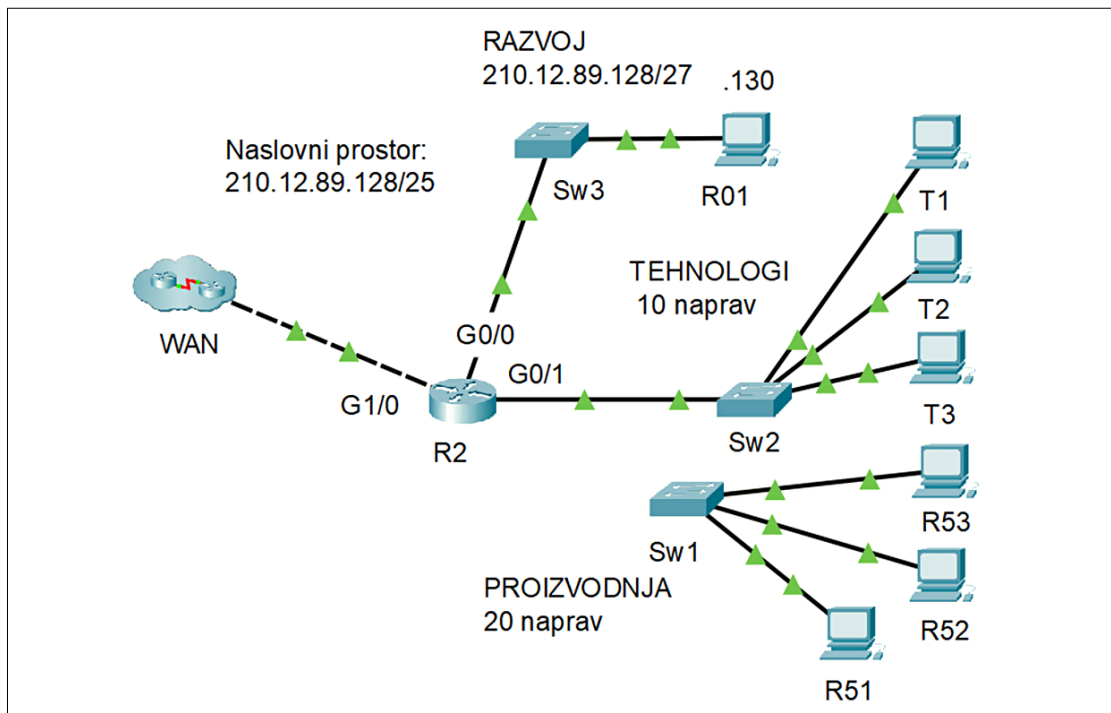 RAZVOJ
210.12.89.128/27
.130
Naslovni prostor:
210.12.89.128/25
Sw3
R01
T1
TEHNOLOGI
10 naprav
T2
WAN
G0/0
G0/1
G1/0
R2
Sw2
T3
R53
Sw1
PROIZVODNJA
20 naprav
R52
R51